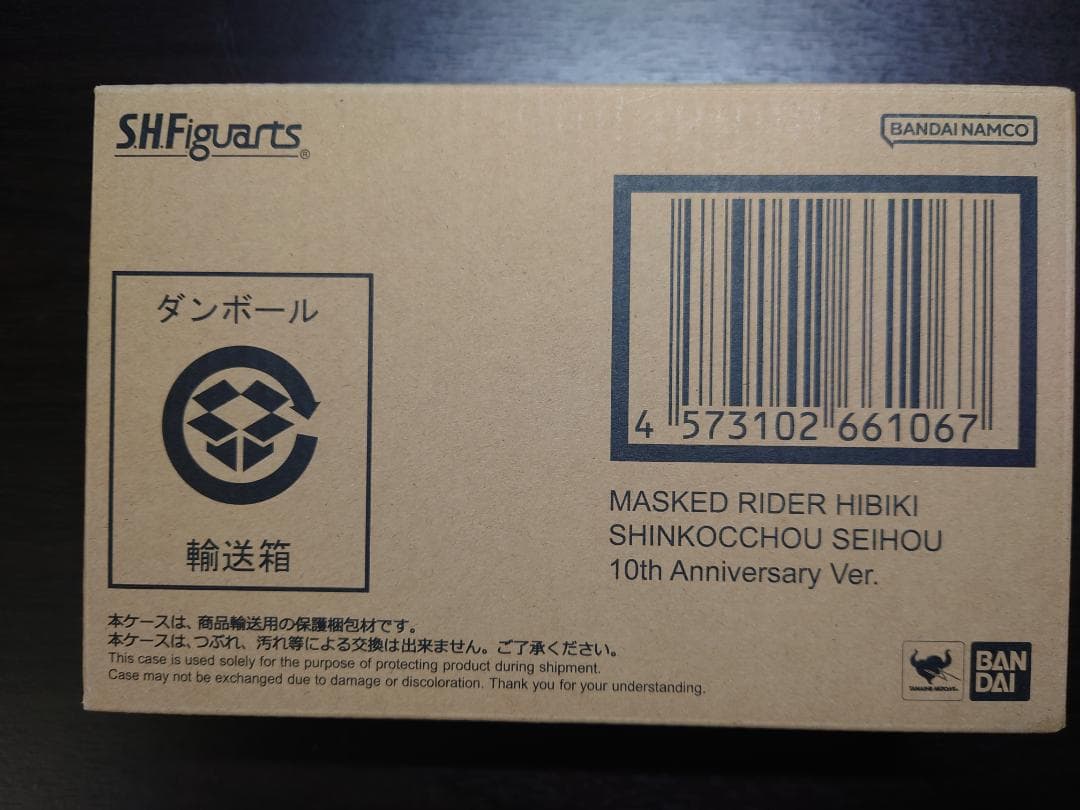 S.H.Figuarts®
BANDAI NAMCO
ダンボール
輸送箱
4 573102 661067
MASKED RIDER HIBIKI
SHINKOCCHOU SEIHOU
10th Anniversary Ver.
本ケースは、商品輸送用の保護梱包材です。
本ケースは、つぶれ、汚れ等による交換は出来ません。ご了承ください。
This case is used solely for the purpose of protecting product during shipment.
Case may not be exchanged due to damage or discoloration. Thank you for your understanding.
TAMASHII NATIONS
BAN
DAI